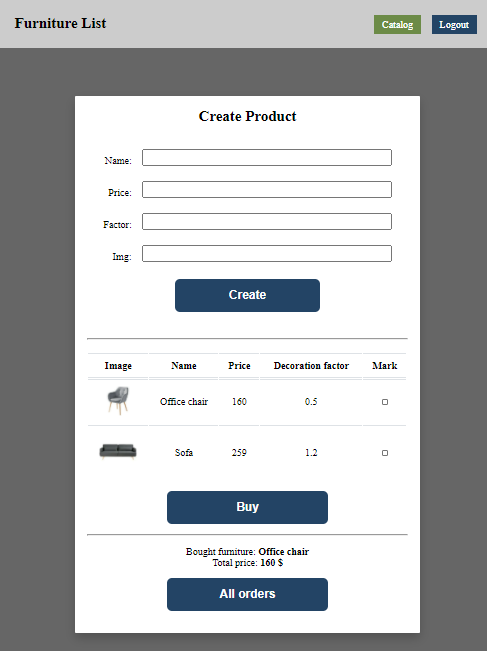 Furniture List Catalog Logout
Create Product
Name:
Price:
Factor:
Img:
Create
Image Name Price Decoration factor Mark
Office chair 160 0.5
Sofa 259 1.2
Buy
Bought furniture: Office chair
Total price: 160 $
All orders